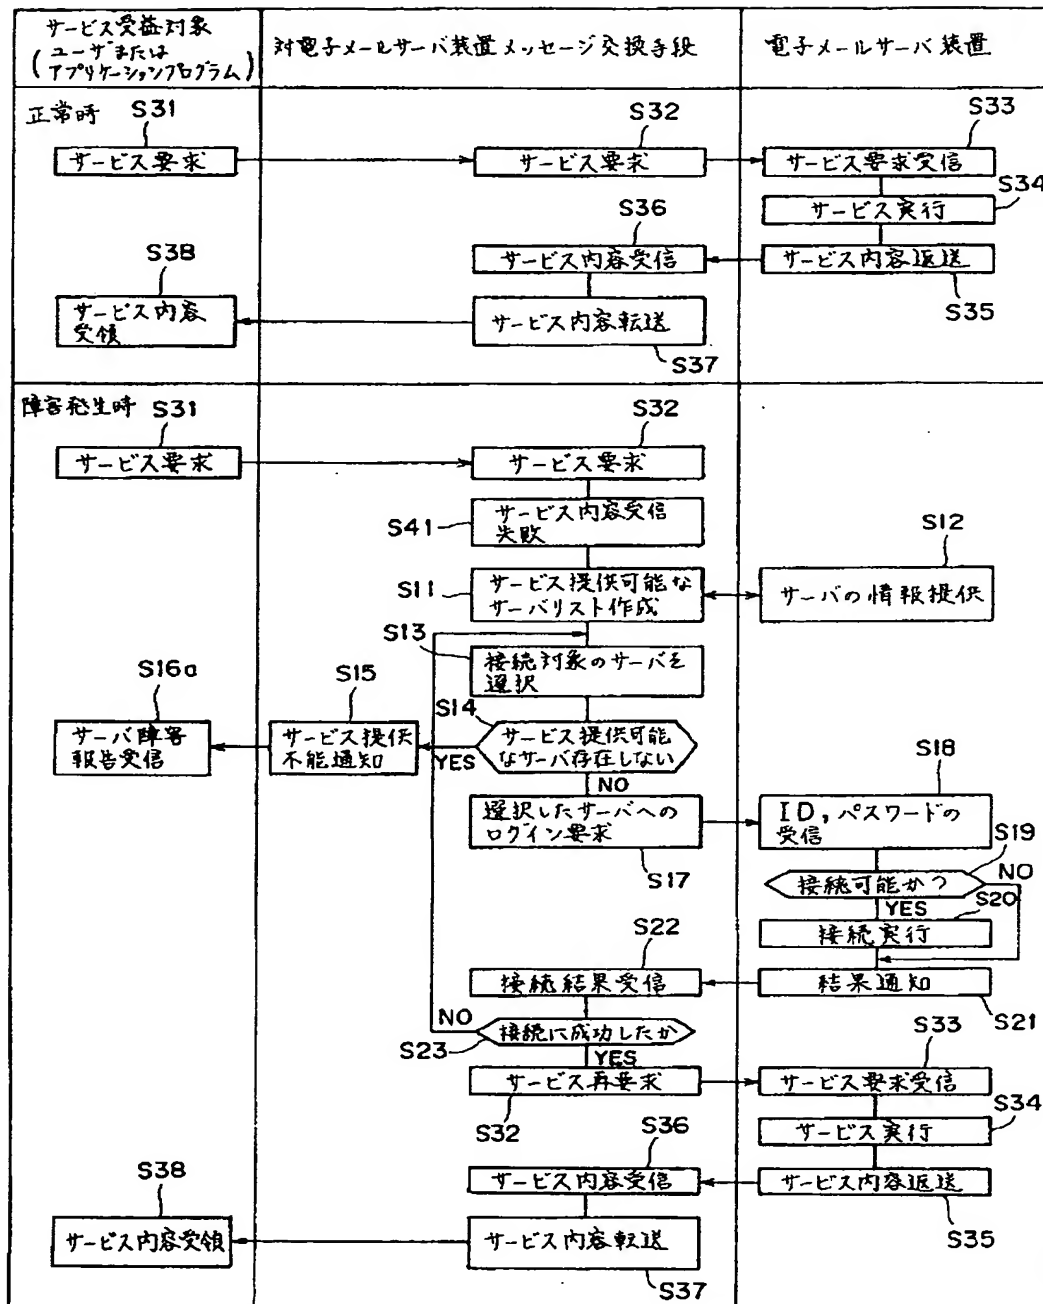 サービス受益対象
(ユーザまたは
アプリケーションプログラム)
対電子メールサーバ装置メッセージ交換手段
電子メールサーバ装置
正常時
S31
サービス要求
S32
サービス要求
S33
サービス要求受信
S34
サービス実行
S36
サービス内容受信
サービス内容返送
S35
S38
サービス内容
受領
サービス内容転送
S37
障害発生時
S31
サービス要求
S32
サービス要求
S41
サービス内容受信
失敗
S11
サービス提供可能な
サーバリスト作成
S12
サーバの情報提供
S13
接続対象のサーバを
選択
S14
サービス提供可能
なサーバ存在しない
YES
S15
サービス提供
不能通知
S16a
サーバ障害
報告受信
NO
選択したサーバへの
ログイン要求
S17
S18
ID,パスワードの
受信
S19
接続可能かつ
NO
YES
S20
接続実行
S22
接続結果受信
結果通知
S21
NO
S23
接続に成功したか
YES
サービス再要求
S32
S33
サービス要求受信
S34
サービス実行
S36
サービス内容受信
サービス内容返送
S35
S38
サービス内容受領
サービス内容転送
S37